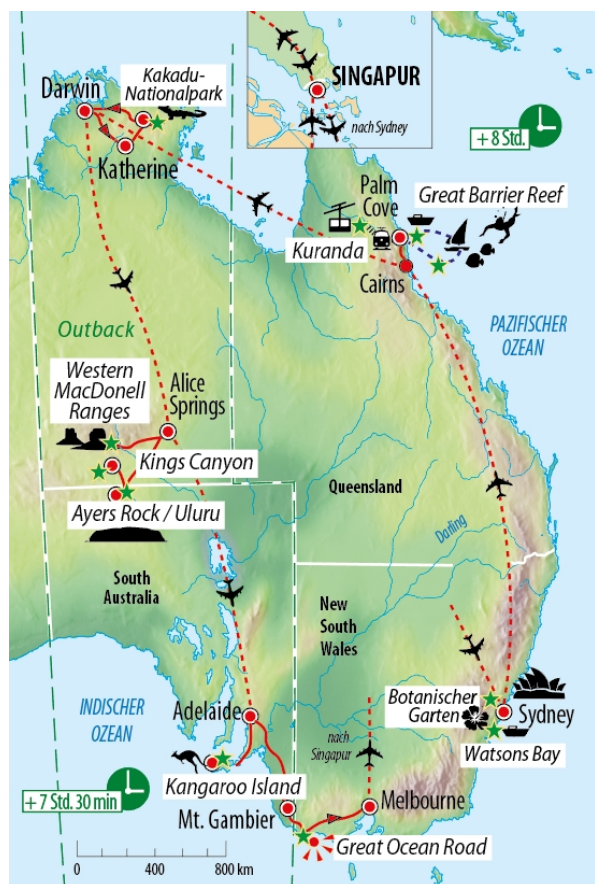 SINGAPUR
nach Sydney
Kakadu-
Nationalpark
Darwin
Katherine
+ 8 Std.
Palm
Cove
Great Barrier Reef
Kuranda
Cairns
PAZIFISCHER
OZEAN
Outback
Western
MacDonell
Ranges
Alice
Springs
Kings Canyon
Ayers Rock / Uluru
Queensland
Darling
South
Australia
New
South
Wales
Botanischer
Garten
Sydney
Watsons Bay
INDISCHER
OZEAN
Adelaide
nach
Singapur
Kangaroo Island
+ 7 Std. 30 min
Mt. Gambier
Melbourne
Great Ocean Road
0 400 800 km